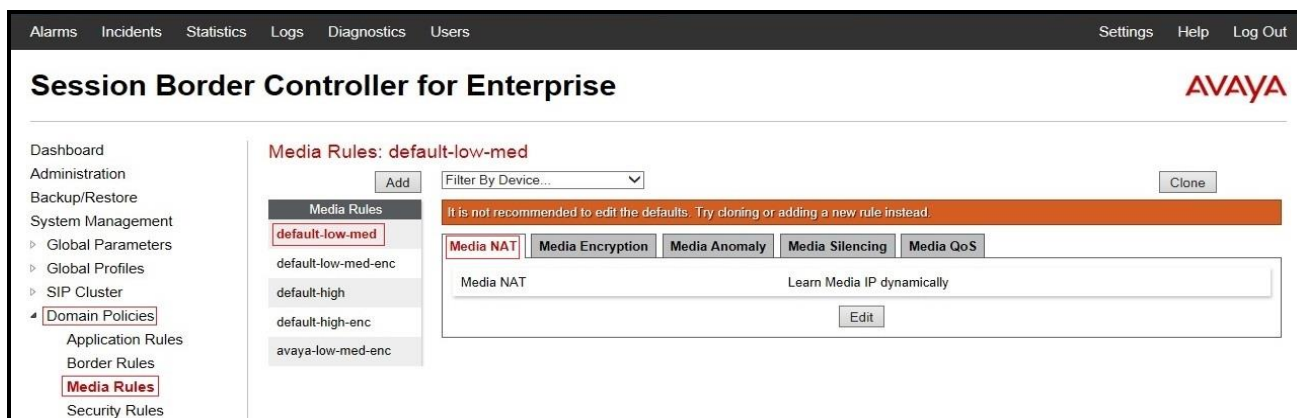 Alarms Incidents Statistics Logs Diagnostics Users Settings Help Log Out
Session Border Controller for Enterprise
AVAYA
Dashboard
Administration
Backup/Restore
System Management
Global Parameters
Global Profiles
SIP Cluster
Domain Policies
Application Rules
Border Rules
Media Rules
Security Rules
Media Rules: default-low-med
Add
Filter By Device...
Clone
Media Rules
default-low-med
default-low-med-enc
default-high
default-high-enc
avaya-low-med-enc
It is not recommended to edit the defaults. Try cloning or adding a new rule instead.
Media NAT Media Encryption Media Anomaly Media Silencing Media QoS
Media NAT Learn Media IP dynamically
Edit